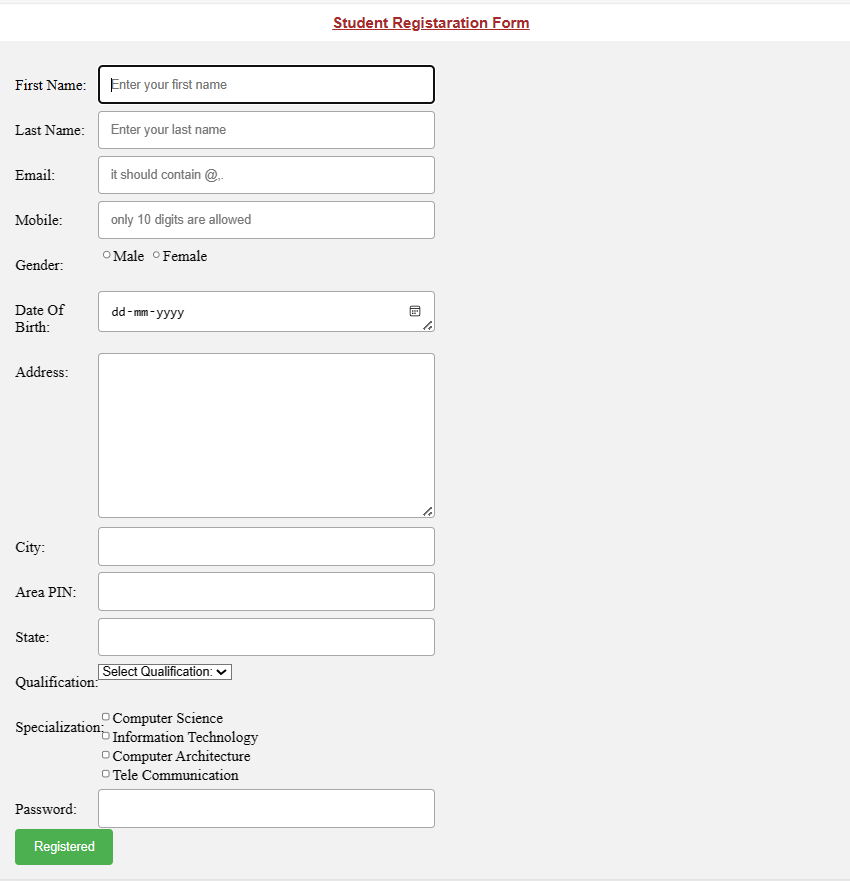 Student Registaration Form
First Name: Enter your first name
Last Name: Enter your last name
Email: it should contain @,.
Mobile: only 10 digits are allowed
Gender: Male Female
Date Of Birth: dd-mm-yyyy
Address:
City:
Area PIN:
State:
Qualification: Select Qualification:
Specialization: Computer Science
Information Technology
Computer Architecture
Tele Communication
Password:
Registered